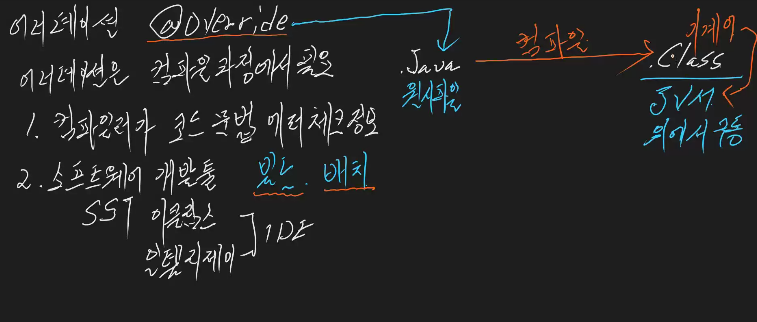 어노테이션 @Override
어노테이션은 컴파일 과정에서 필요
1. 컴파일러가 코드 문법 에러체크 정보
2. 소프트웨어 개발툴 빌드. 배치
SST 이클립스
인텔리제이
IDE
.Java
원시파일
컴파일
기계어
.Class
JVM
위에서 구동